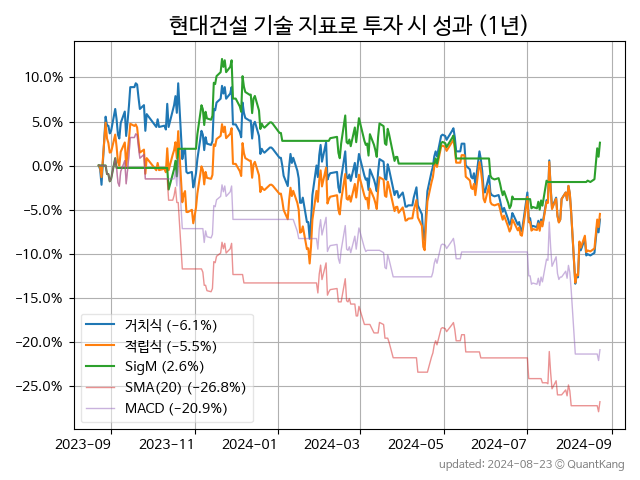 현대건설 기술 지표로 투자 시 성과 (1년)
10.0%
5.0%
0.0%
−5.0%
−10.0%
−15.0%
−20.0%
−25.0%
거치식 (−6.1%)
적립식 (−5.5%)
SigM (2.6%)
SMA(20) (−26.8%)
MACD (−20.9%)
2023-09 2023-11 2024-01 2024-03 2024-05 2024-07 2024-09
updated: 2024-08-23 © QuantKang